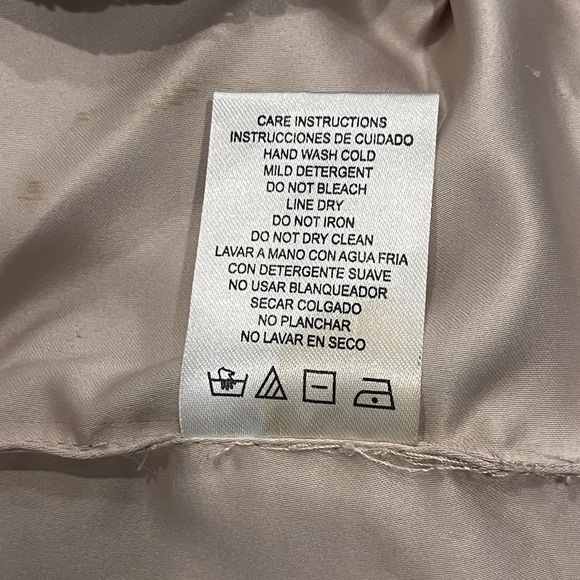 CARE INSTRUCTIONS
INSTRUCCIONES DE CUIDADO
HAND WASH COLD
MILD DETERGENT
DO NOT BLEACH
LINE DRY
DO NOT IRON
DO NOT DRY CLEAN
LAVAR A MANO CON AGUA FRIA
CON DETERGENTE SUAVE
NO USAR BLANQUEADOR
SECAR COLGADO
NO PLANCHAR
NO LAVAR EN SECO